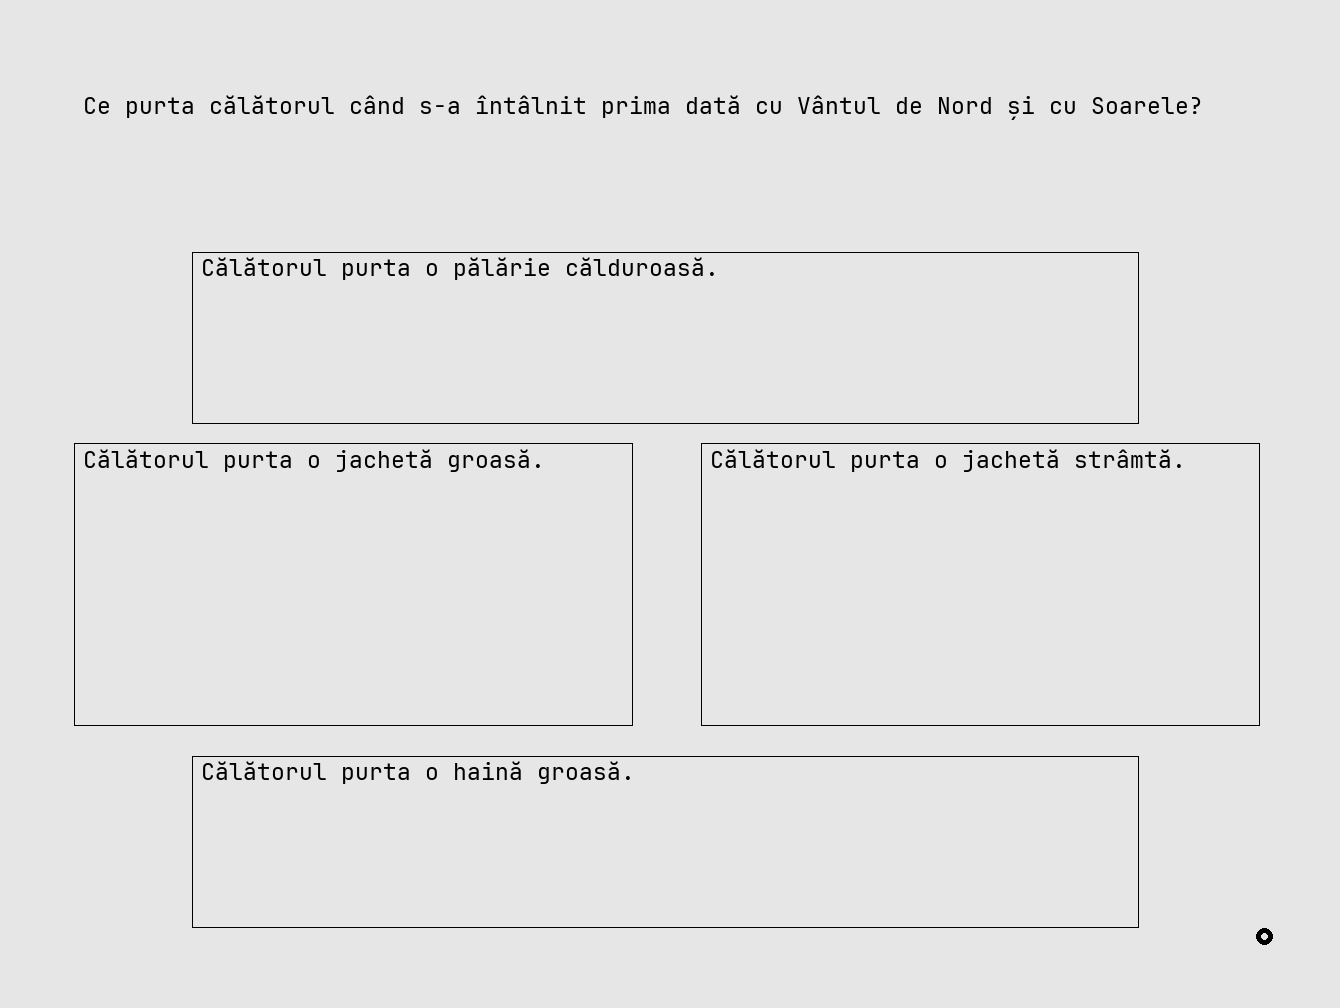 Ce purta călătorul când s-a întâlnit prima dată cu Vântul de Nord și cu Soarele?
Călătorul purta o pălărie călduroasă.
Călătorul purta o jachetă groasă.
Călătorul purta o jachetă strâmtă.
Călătorul purta o haină groasă.